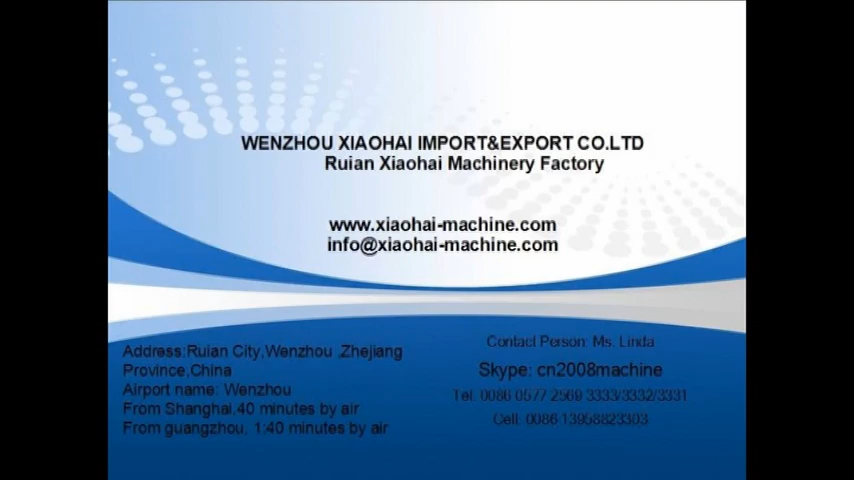 WENZHOU XIAOHAI IMPORT&EXPORT CO.LTD
Ruian Xiaohai Machinery Factory
www.xiaohai-machine.com
info@xiaohai-machine.com
Address:Ruian City,Wenzhou ,Zhejiang
Province,China
Airport name: Wenzhou
From Shanghai,40 minutes by air
From guangzhou, 1:40 minutes by air
Contact Person: Ms. Linda
Skype: cn2008machine
Tel: 0086 0577 2569 3333/3332/3331
Cell: 0086 13958823303